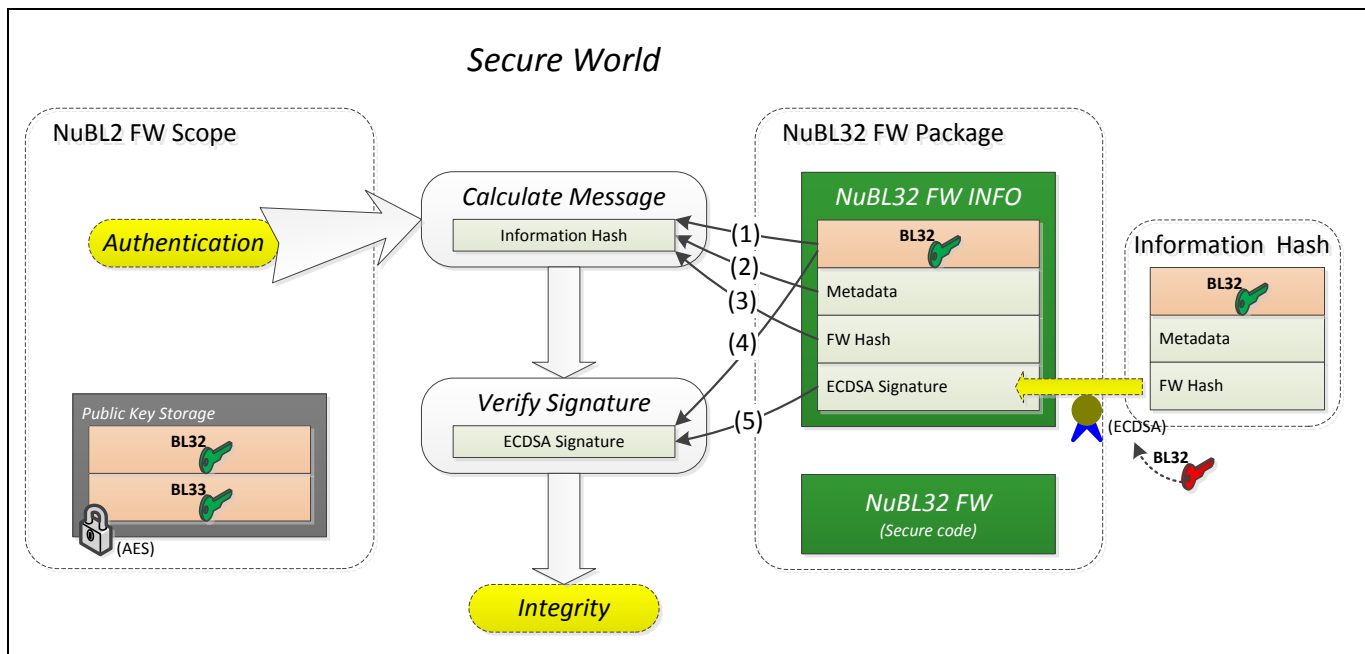 Secure World
NuBL2 FW Scope
Authentication
Public Key Storage
BL32
BL33
(AES)
Calculate Message
Information Hash
Verify Signature
ECDSA Signature
Integrity
(1)
(2)
(3)
(4)
(5)
NuBL32 FW Package
NuBL32 FW INFO
BL32
Metadata
FW Hash
ECDSA Signature
NuBL32 FW
(Secure code)
Information Hash
BL32
Metadata
FW Hash
(ECDSA)
BL32